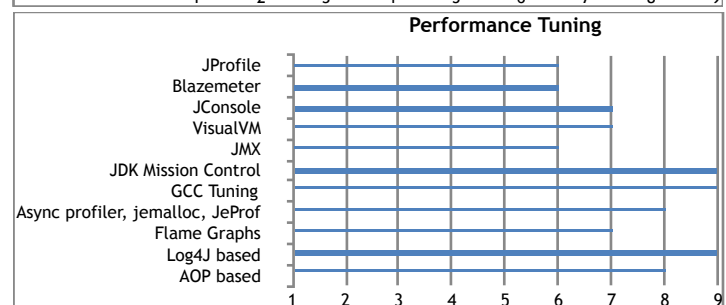 Performance Tuning
JProfile
Blazemeter
JConsole
VisualVM
JMX
JDK Mission Control
GCC Tuning
Async profiler, jemalloc, JeProf
Flame Graphs
Log4J based
AOP based
1 2 3 4 5 6 7 8 9